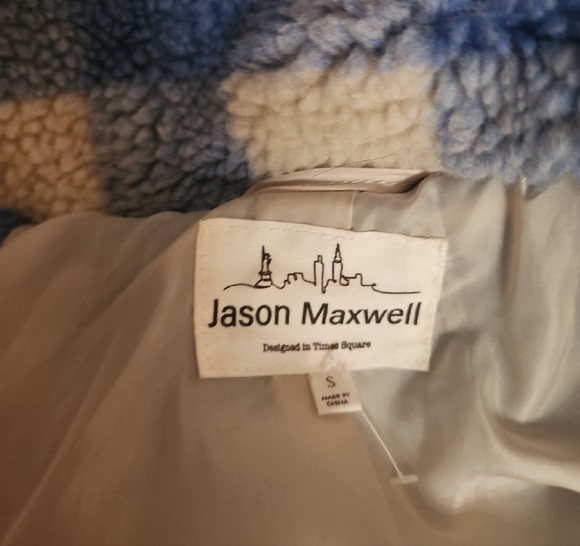 Jason Maxwell
Designed in Times Square
S
MADE IN
CHINA